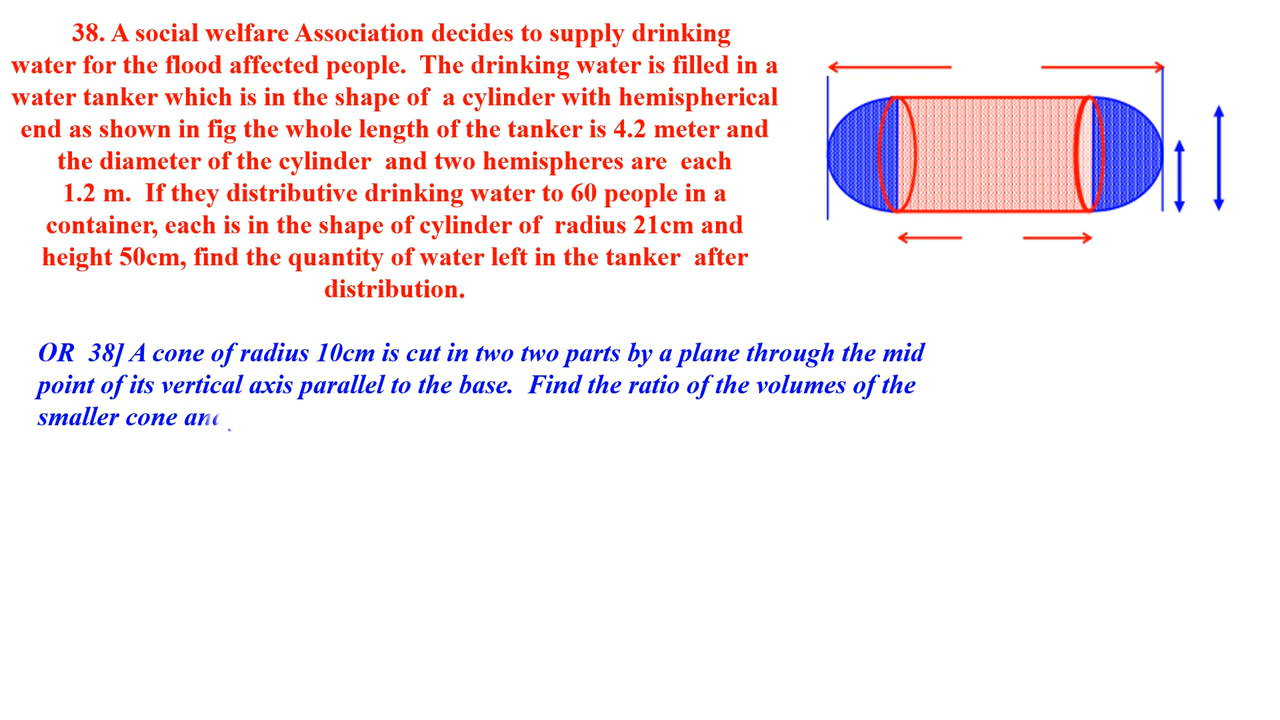 38. A social welfare Association decides to supply drinking
water for the flood affected people. The drinking water is filled in a
water tanker which is in the shape of a cylinder with hemispherical
end as shown in fig the whole length of the tanker is 4.2 meter and
the diameter of the cylinder and two hemispheres are each
1.2 m. If they distributive drinking water to 60 people in a
container, each is in the shape of cylinder of radius 21cm and
height 50cm, find the quantity of water left in the tanker after
distribution.
OR 38] A cone of radius 10cm is cut in two two parts by a plane through the mid
point of its vertical axis parallel to the base. Find the ratio of the volumes of the
smaller cone